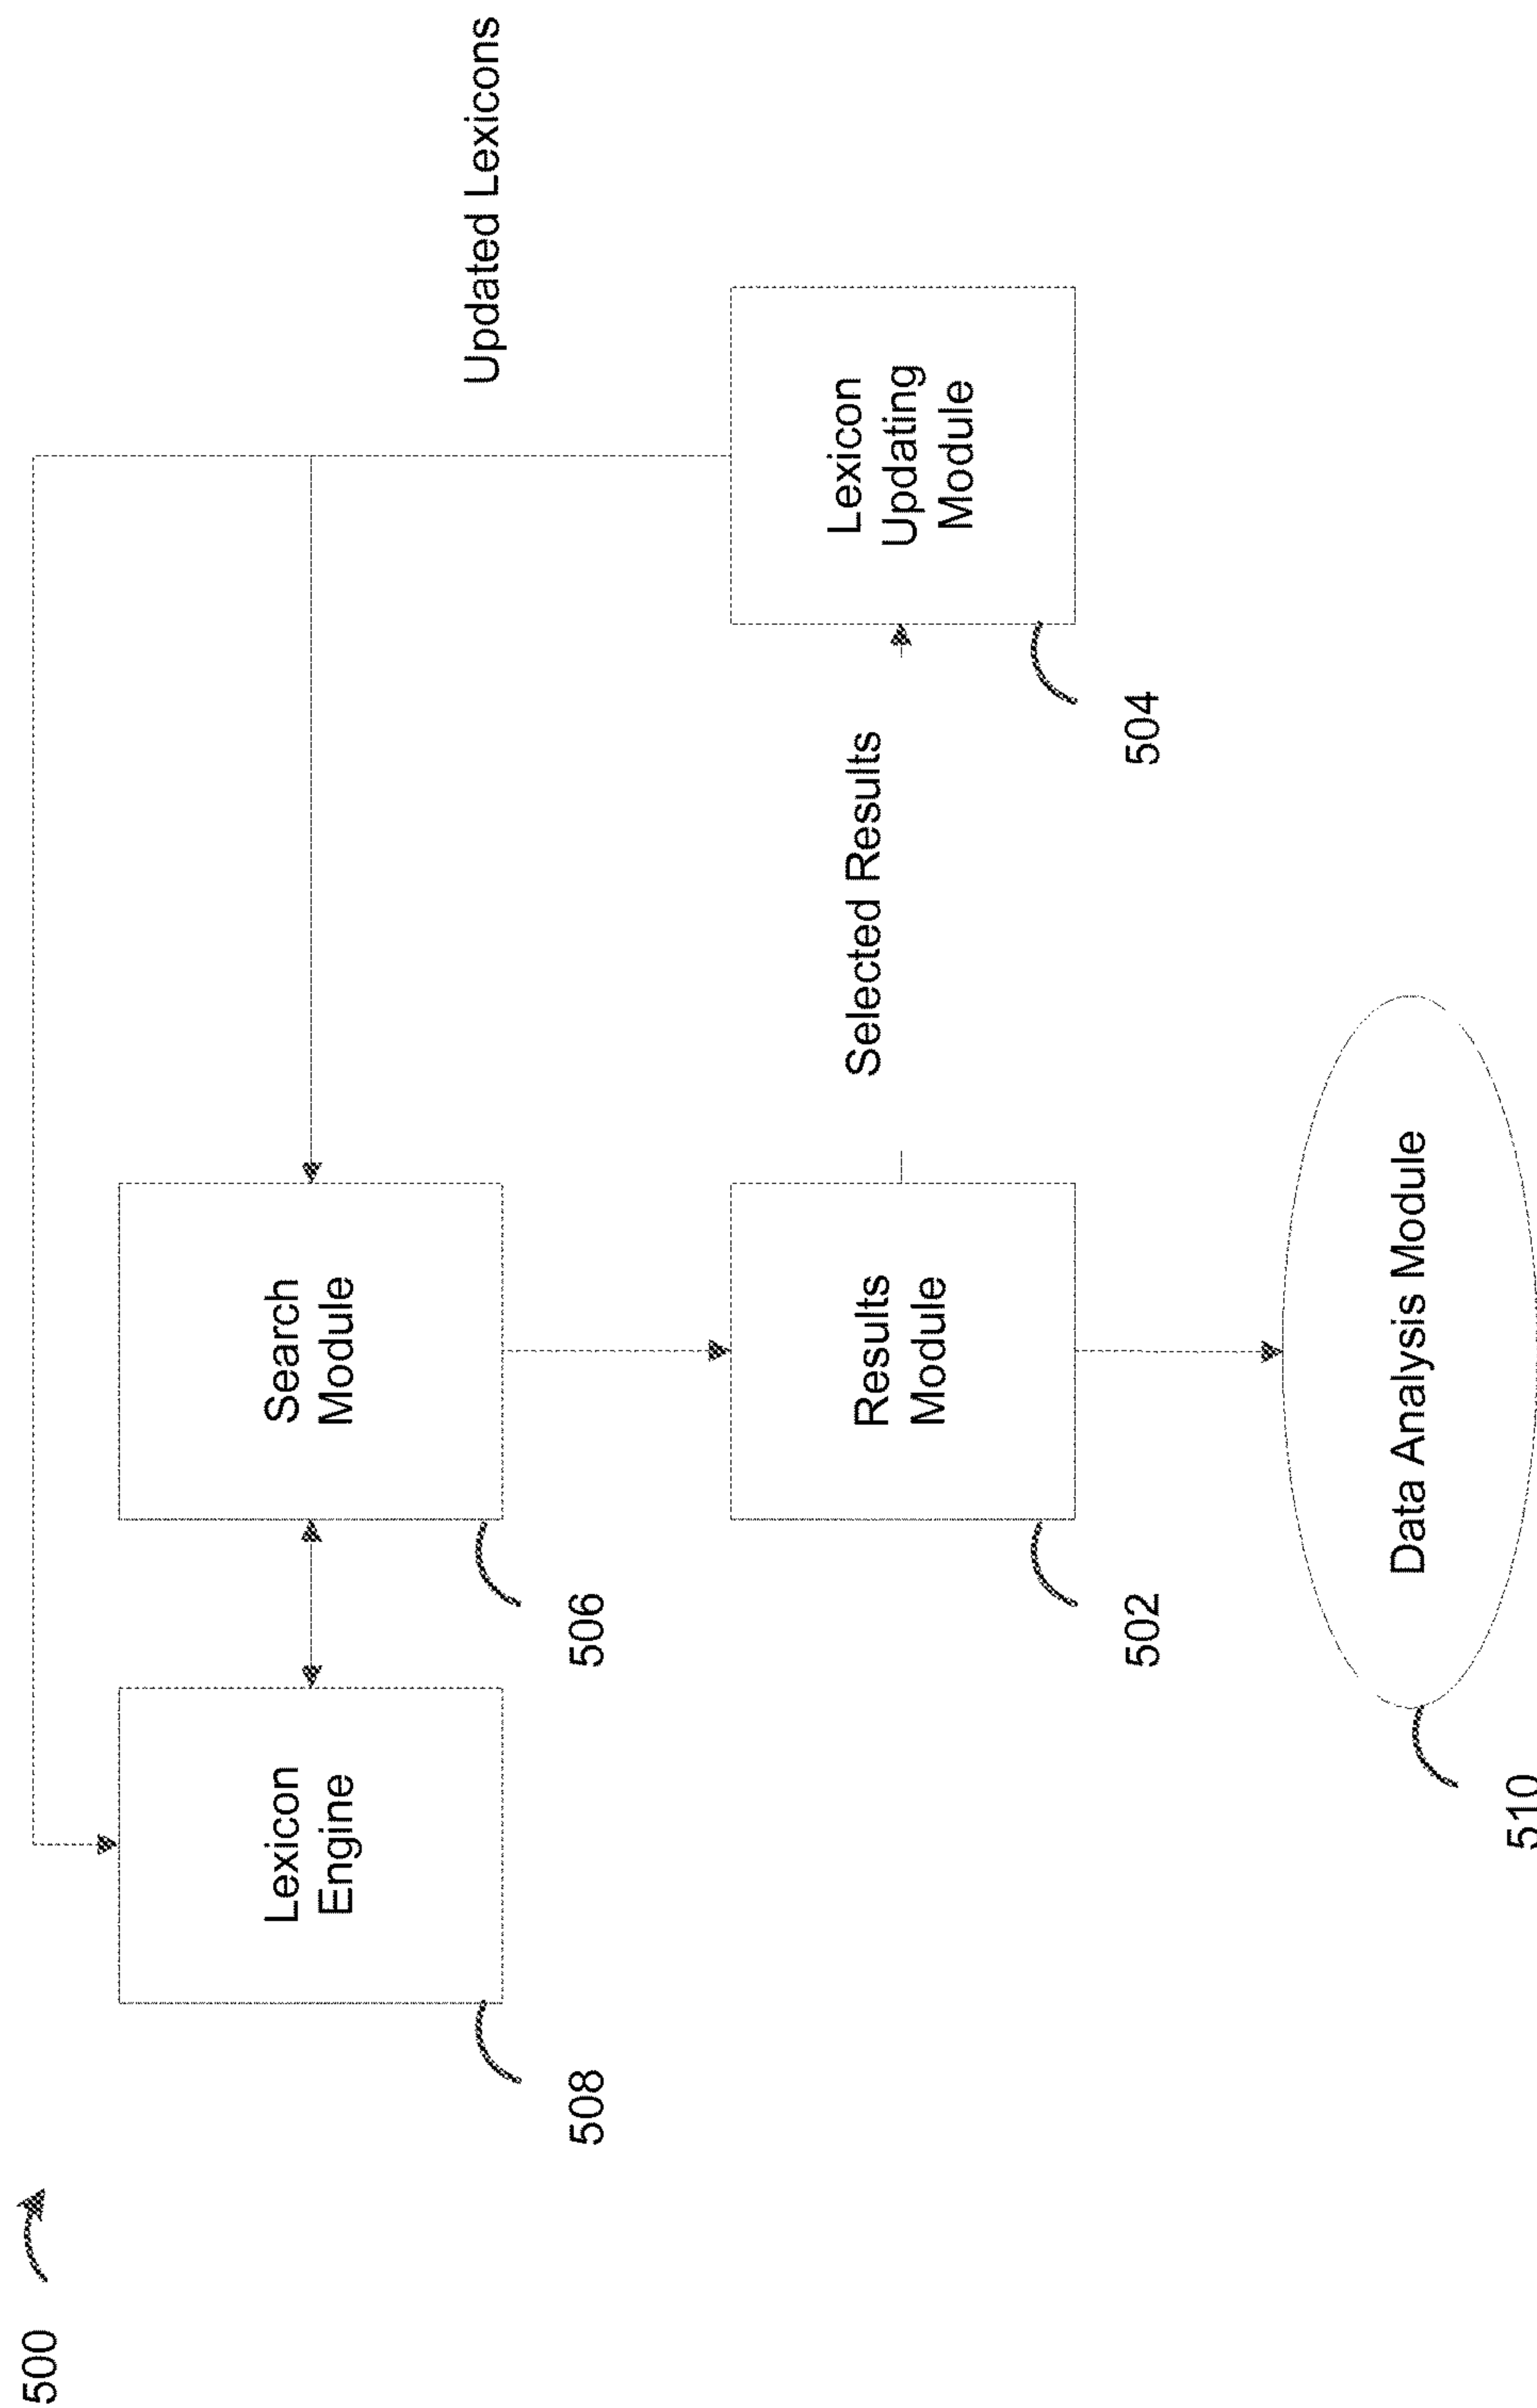 500
Updated Lexicons
Lexicon
Engine
508
Search
Module
506
Results
Module
502
Selected Results
Lexicon
Updating
Module
504
Data Analysis Module
510